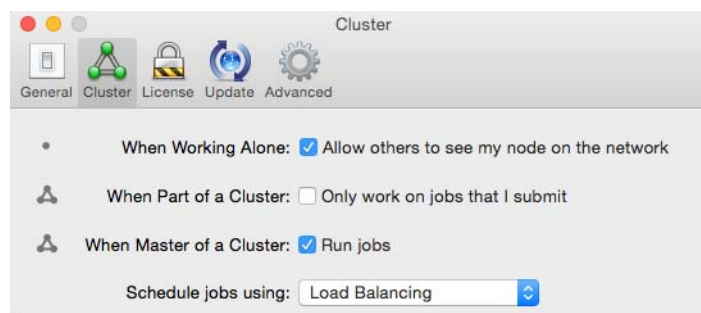 Cluster
General Cluster License Update Advanced
When Working Alone: Allow others to see my node on the network
When Part of a Cluster: Only work on jobs that I submit
When Master of a Cluster: Run jobs
Schedule jobs using: Load Balancing